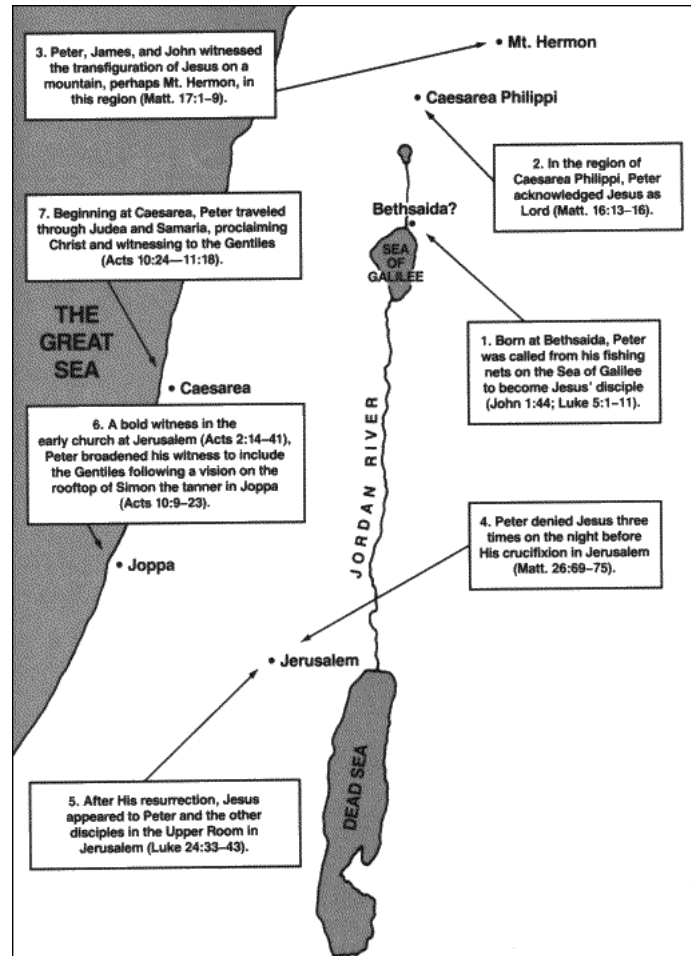 3. Peter, James, and John witnessed
the transfiguration of Jesus on a
mountain, perhaps Mt. Hermon, in
this region (Matt. 17:1–9).
• Mt. Hermon
• Caesarea Philippi
2. In the region of
Caesarea Philippi, Peter
acknowledged Jesus as
Lord (Matt. 16:13–16).
7. Beginning at Caesarea, Peter traveled
through Judea and Samaria, proclaiming
Christ and witnessing to the Gentiles
(Acts 10:24—11:18).
Bethsaida?
SEA
OF
GALILEE
THE
GREAT
SEA
1. Born at Bethsaida, Peter
was called from his fishing
nets on the Sea of Galilee
to become Jesus' disciple
(John 1:44; Luke 5:1–11).
• Caesarea
6. A bold witness in the
early church at Jerusalem (Acts 2:14–41),
Peter broadened his witness to include
the Gentiles following a vision on the
rooftop of Simon the tanner in Joppa
(Acts 10:9–23).
JORDAN RIVER
4. Peter denied Jesus three
times on the night before
His crucifixion in Jerusalem
(Matt. 26:69–75).
• Joppa
• Jerusalem
DEAD SEA
5. After His resurrection, Jesus
appeared to Peter and the other
disciples in the Upper Room in
Jerusalem (Luke 24:33–43).